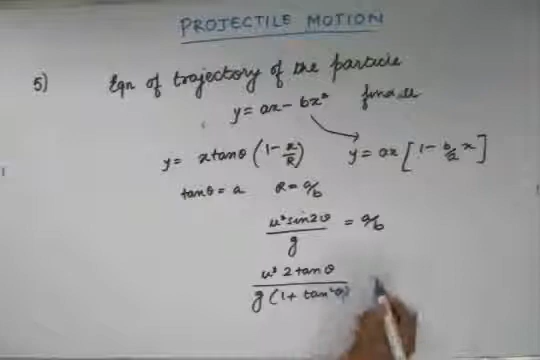 PROJECTILE MOTION
5) Eqn of trajectory of the particle
y = ax - bx² find u
y = x tanθ (1 - x/R) y = ax [1 - b/a x]
tanθ = a R = a/b
u² sin2θ / g = a/b
u² 2 tanθ / g (1 + tan²θ)